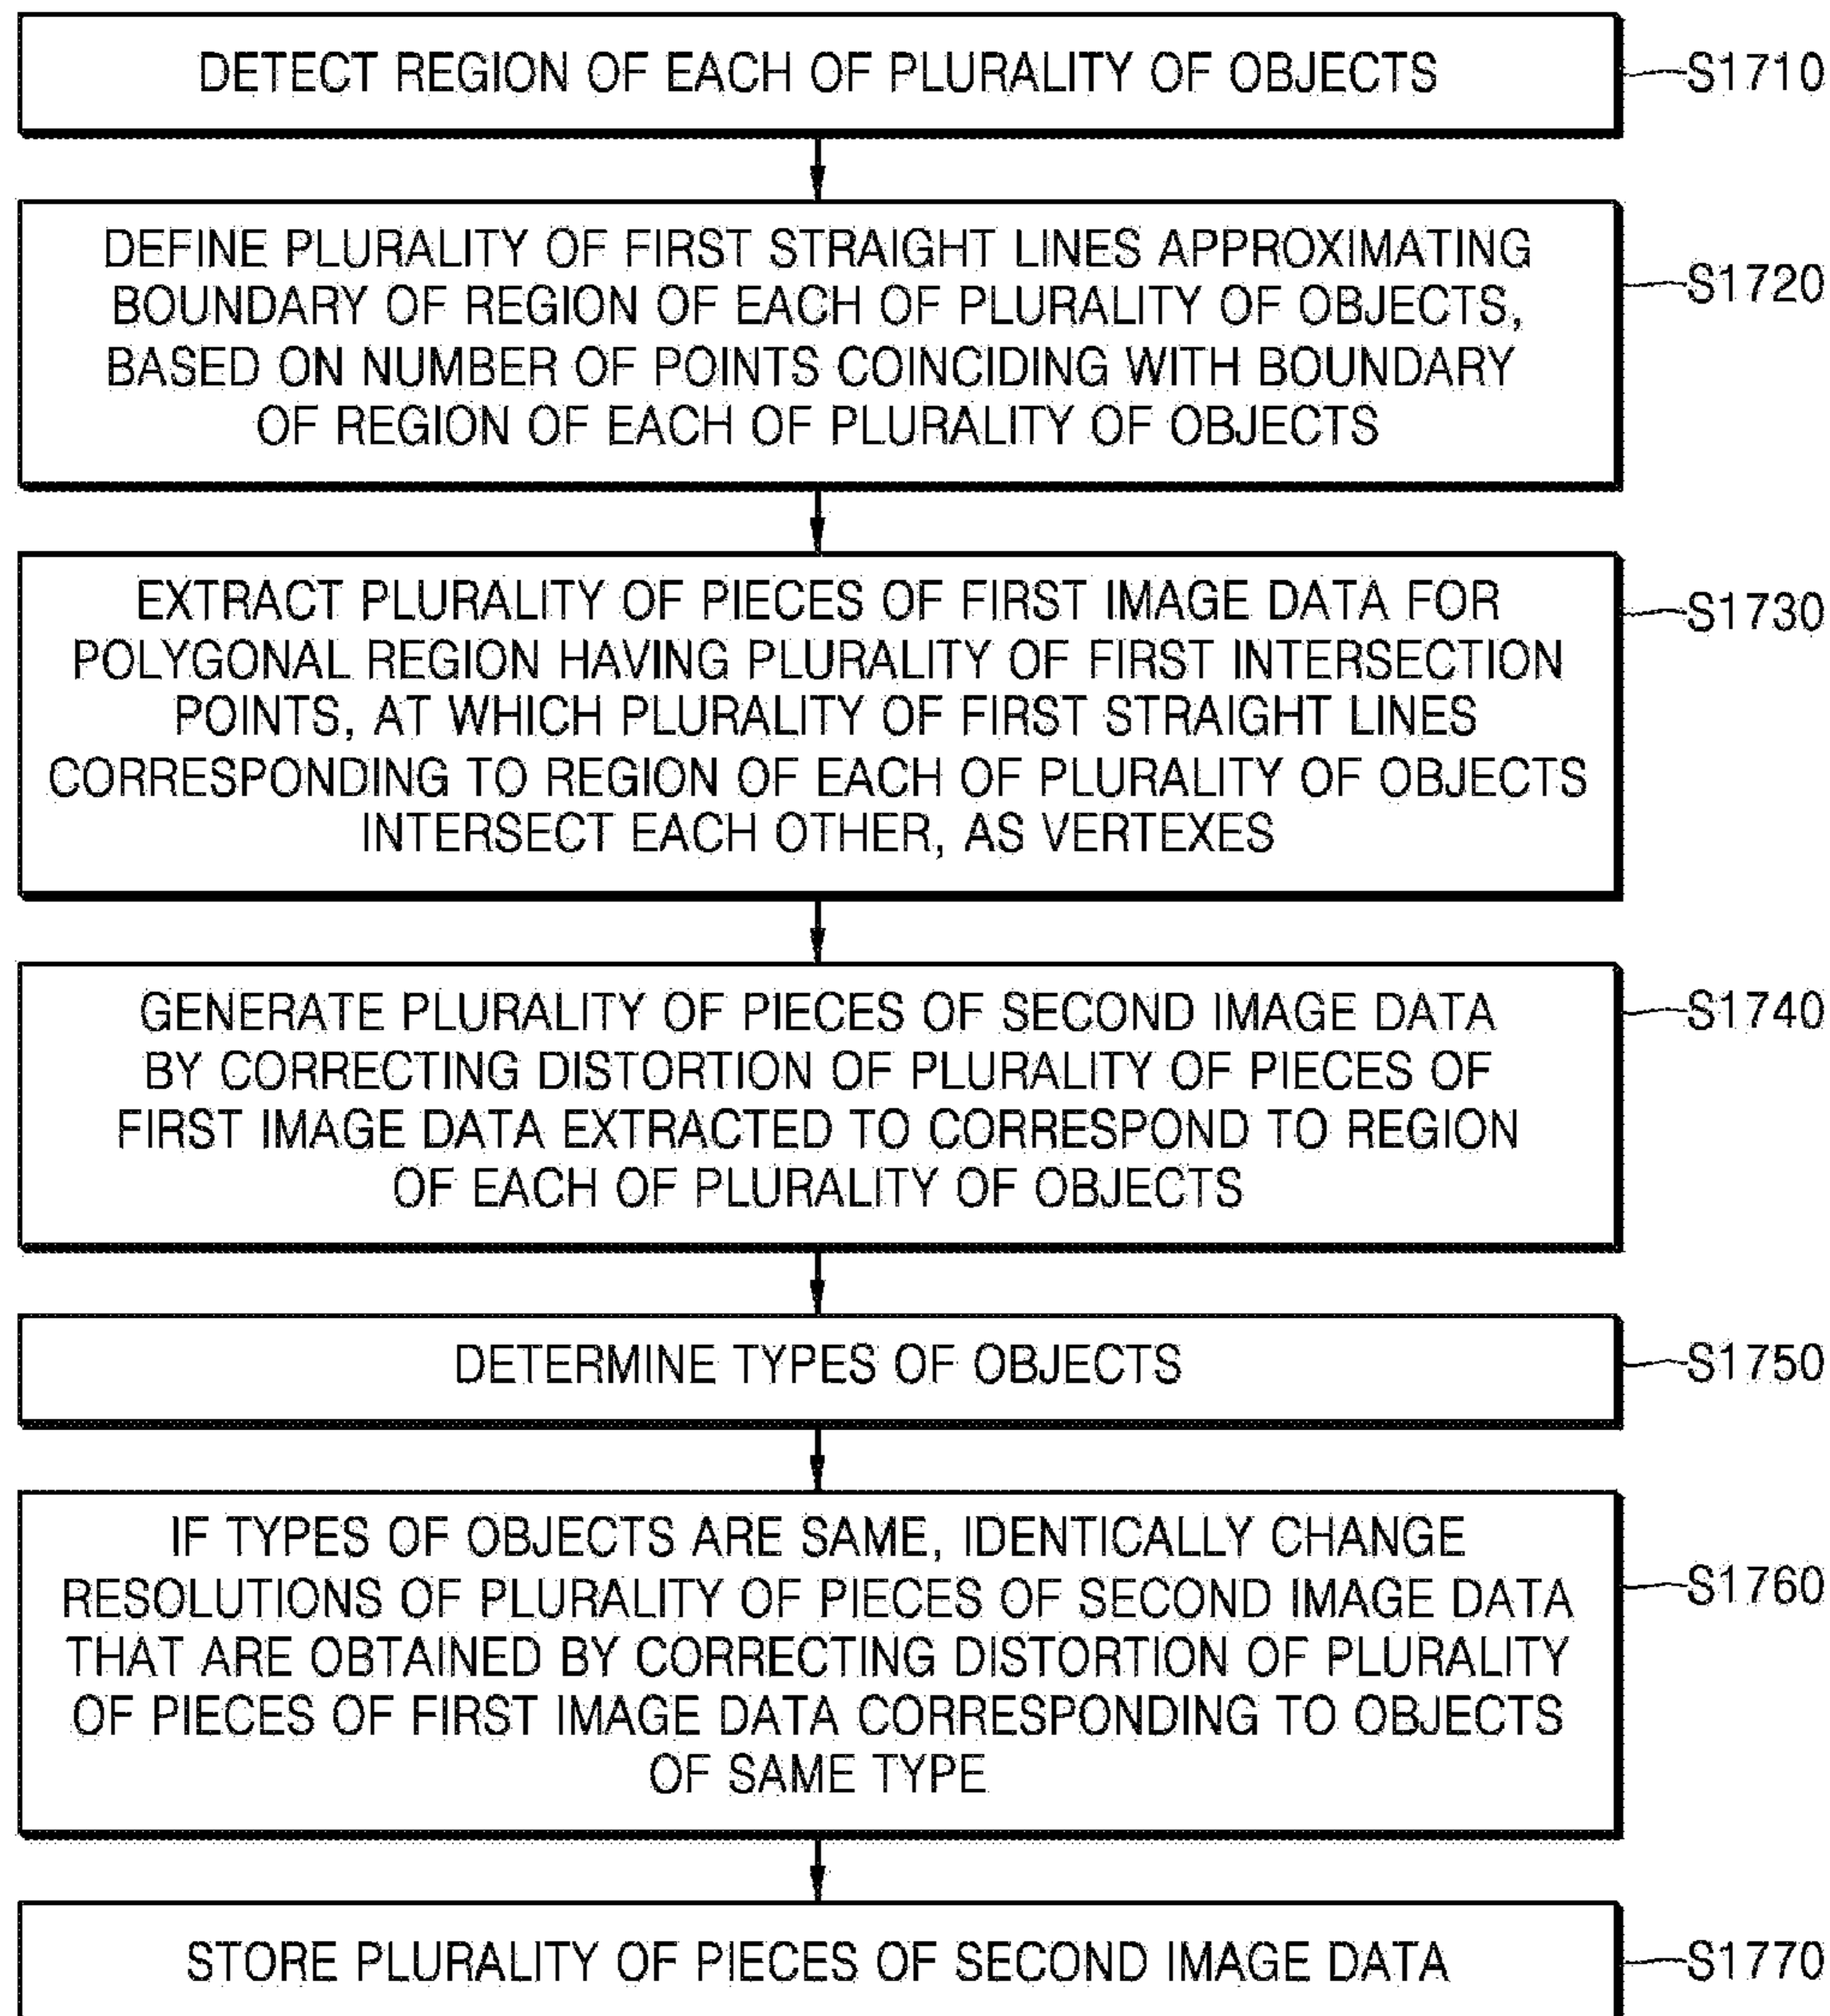 DETECT REGION OF EACH OF PLURALITY OF OBJECTS
S1710
DEFINE PLURALITY OF FIRST STRAIGHT LINES APPROXIMATING
BOUNDARY OF REGION OF EACH OF PLURALITY OF OBJECTS,
BASED ON NUMBER OF POINTS COINCIDING WITH BOUNDARY
OF REGION OF EACH OF PLURALITY OF OBJECTS
S1720
EXTRACT PLURALITY OF PIECES OF FIRST IMAGE DATA FOR
POLYGONAL REGION HAVING PLURALITY OF FIRST INTERSECTION
POINTS, AT WHICH PLURALITY OF FIRST STRAIGHT LINES
CORRESPONDING TO REGION OF EACH OF PLURALITY OF OBJECTS
INTERSECT EACH OTHER, AS VERTEXES
S1730
GENERATE PLURALITY OF PIECES OF SECOND IMAGE DATA
BY CORRECTING DISTORTION OF PLURALITY OF PIECES OF
FIRST IMAGE DATA EXTRACTED TO CORRESPOND TO REGION
OF EACH OF PLURALITY OF OBJECTS
S1740
DETERMINE TYPES OF OBJECTS
S1750
IF TYPES OF OBJECTS ARE SAME, IDENTICALLY CHANGE
RESOLUTIONS OF PLURALITY OF PIECES OF SECOND IMAGE DATA
THAT ARE OBTAINED BY CORRECTING DISTORTION OF PLURALITY
OF PIECES OF FIRST IMAGE DATA CORRESPONDING TO OBJECTS
OF SAME TYPE
S1760
STORE PLURALITY OF PIECES OF SECOND IMAGE DATA
S1770